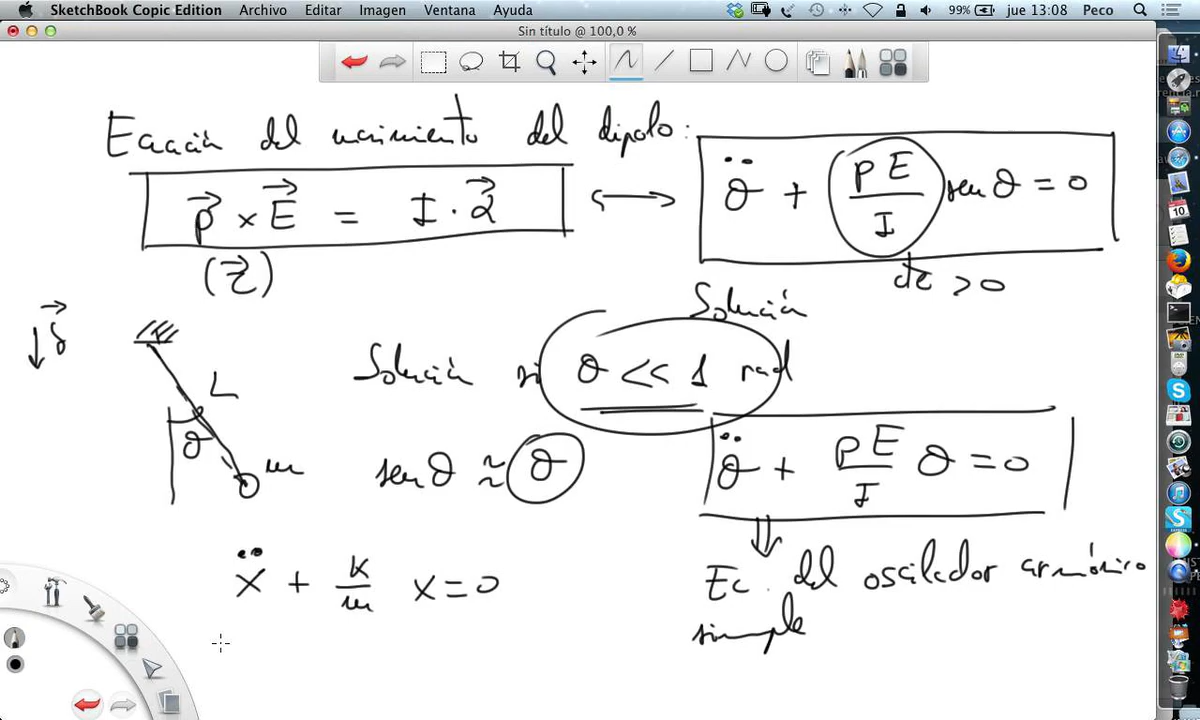 SketchBook Copic Edition Archivo Editar Imagen Ventana Ayuda 99% jue 13:08 Peco
Sin título @ 100,0 %
Ecuación del movimiento del dipolo:
p⃗ × E⃗ = I · α⃗ ⟷ θ̈ + pE/I sen θ = 0
(τ⃗)
cte > 0
Solución
g⃗
L
θ
m
Solución si θ << 1 rad
sen θ ≈ θ
θ̈ + pE/I θ = 0
⇓
Ec. del oscilador armónico
simple
ẍ + k/m x = 0